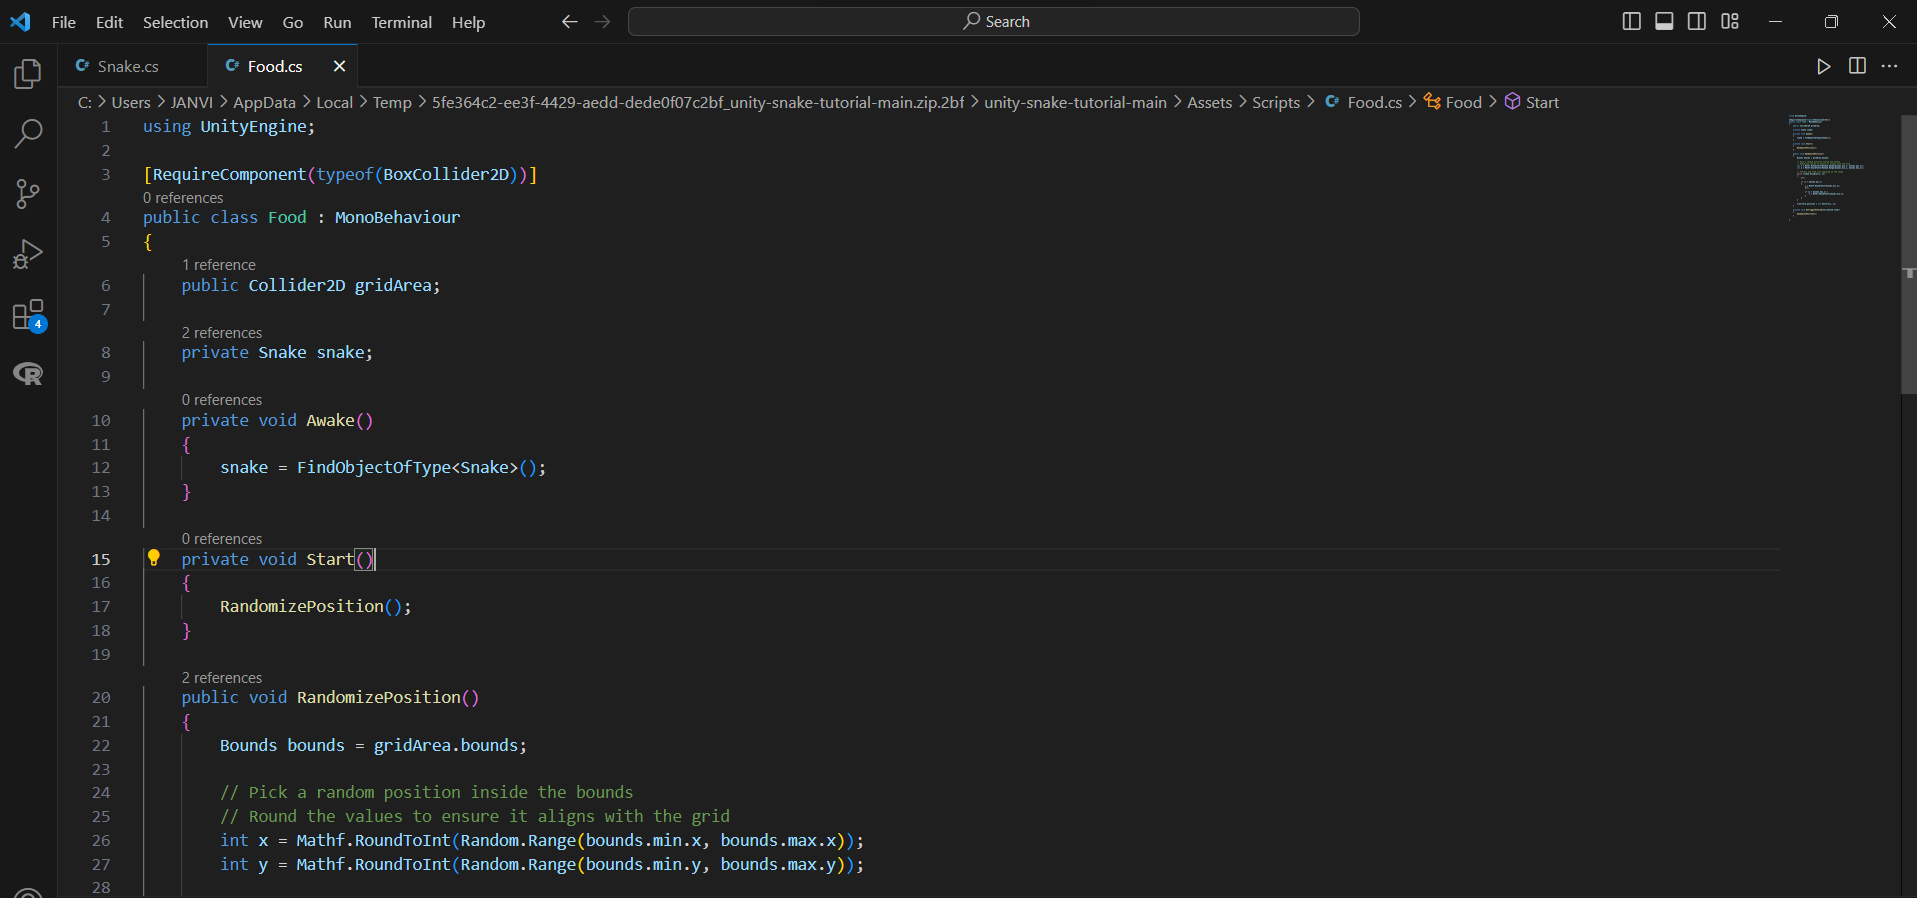 File Edit Selection View Go Run Terminal Help Search
Snake.cs Food.cs
C: > Users > JANVI > AppData > Local > Temp > 5fe364c2-ee3f-4429-aedd-dede0f07c2bf_unity-snake-tutorial-main.zip.2bf > unity-snake-tutorial-main > Assets > Scripts > Food.cs > Food > Start
1 using UnityEngine;
2
3 [RequireComponent(typeof(BoxCollider2D))]
0 references
4 public class Food : MonoBehaviour
5 {
1 reference
6 public Collider2D gridArea;
7
2 references
8 private Snake snake;
9
0 references
10 private void Awake()
11 {
12 snake = FindObjectOfType<Snake>();
13 }
14
0 references
15 private void Start()
16 {
17 RandomizePosition();
18 }
19
2 references
20 public void RandomizePosition()
21 {
22 Bounds bounds = gridArea.bounds;
23
24 // Pick a random position inside the bounds
25 // Round the values to ensure it aligns with the grid
26 int x = Mathf.RoundToInt(Random.Range(bounds.min.x, bounds.max.x));
27 int y = Mathf.RoundToInt(Random.Range(bounds.min.y, bounds.max.y));
28
4
R